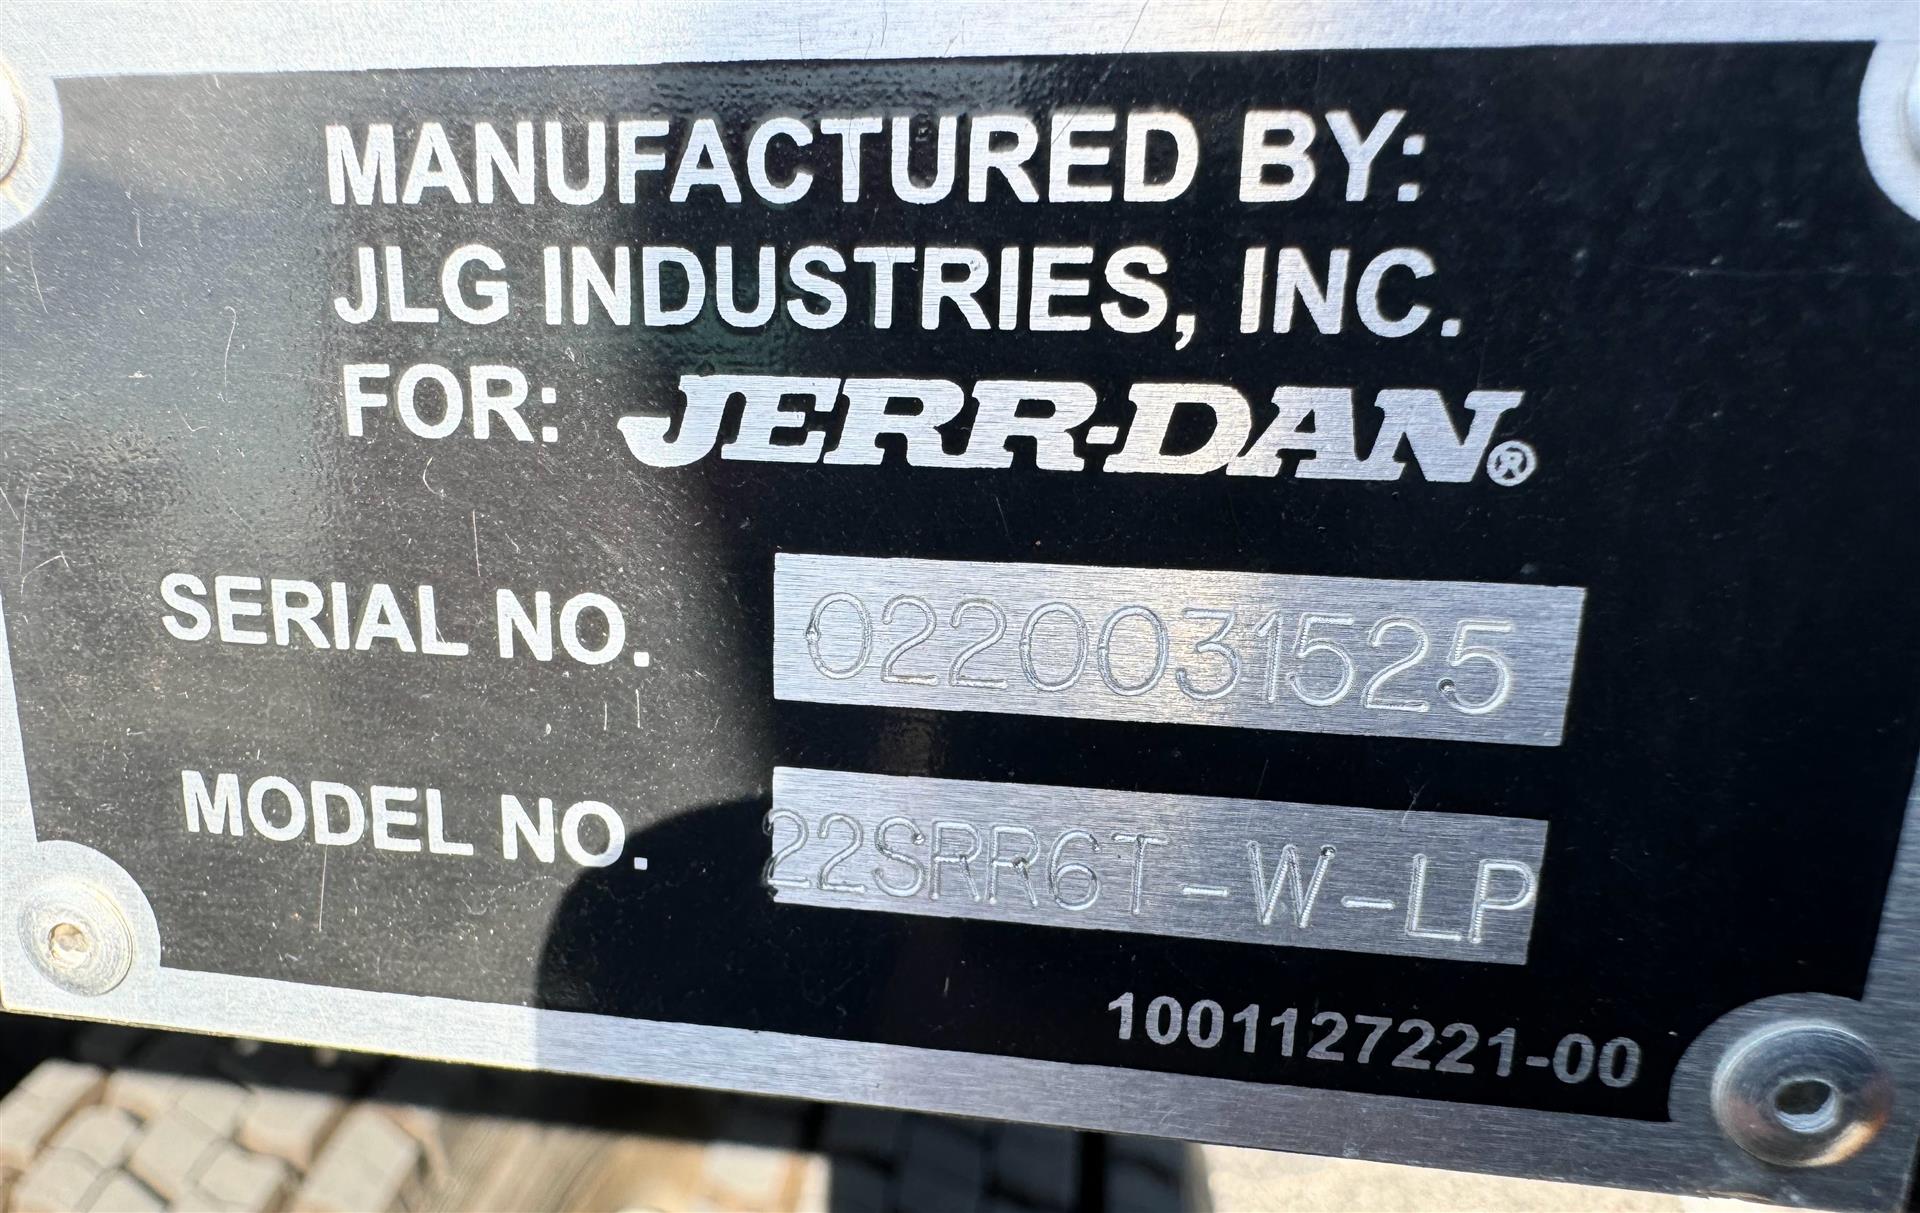 MANUFACTURED BY:
JLG INDUSTRIES, INC.
FOR: JERR-DAN®
SERIAL NO. 0220031525
MODEL NO. 22SRR6T-W-LP
1001127221-00